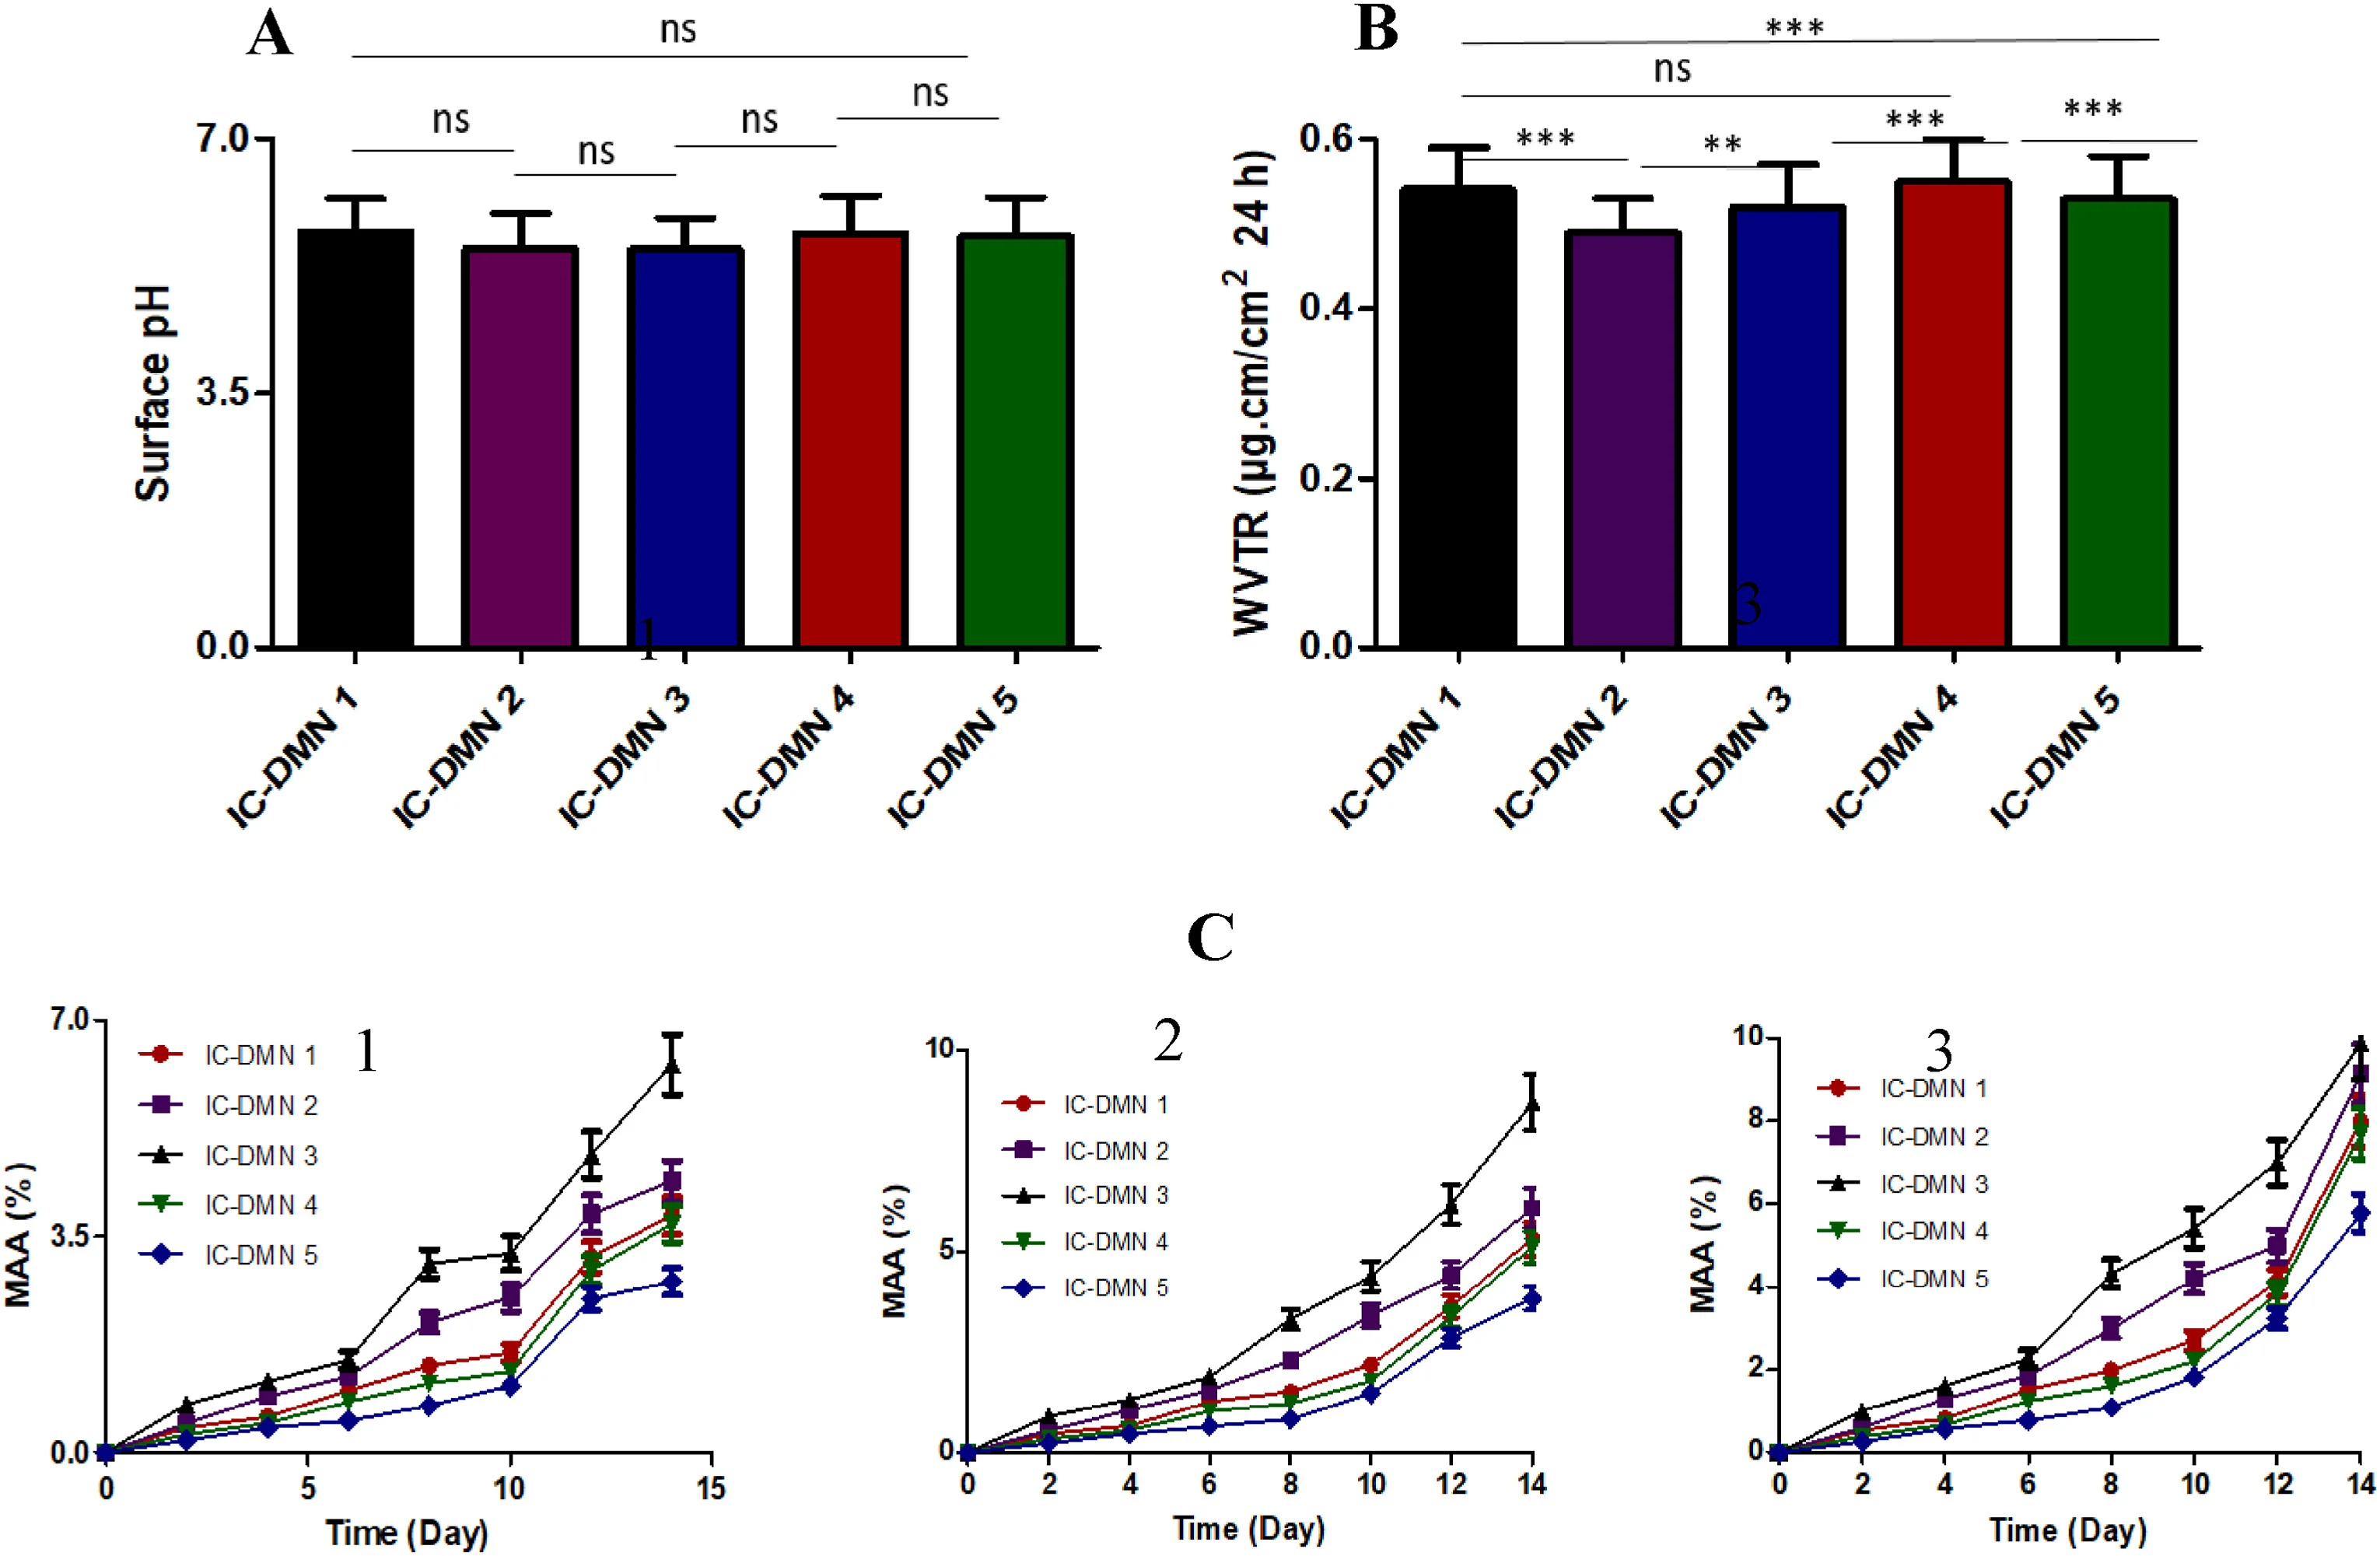 A
ns
ns
ns
ns
ns
7.0
3.5
0.0
Surface pH
1
IC-DMN 1
IC-DMN 2
IC-DMN 3
IC-DMN 4
IC-DMN 5
B
***
ns
***
**
***
***
0.6
0.4
0.2
0.0
WVTR (µg.cm/cm² 24 h)
3
IC-DMN 1
IC-DMN 2
IC-DMN 3
IC-DMN 4
IC-DMN 5
C
1
7.0
3.5
0.0
MAA (%)
IC-DMN 1
IC-DMN 2
IC-DMN 3
IC-DMN 4
IC-DMN 5
0 5 10 15
Time (Day)
2
10
5
0
MAA (%)
IC-DMN 1
IC-DMN 2
IC-DMN 3
IC-DMN 4
IC-DMN 5
0 2 4 6 8 10 12 14
Time (Day)
3
10
8
6
4
2
0
MAA (%)
IC-DMN 1
IC-DMN 2
IC-DMN 3
IC-DMN 4
IC-DMN 5
0 2 4 6 8 10 12 14
Time (Day)